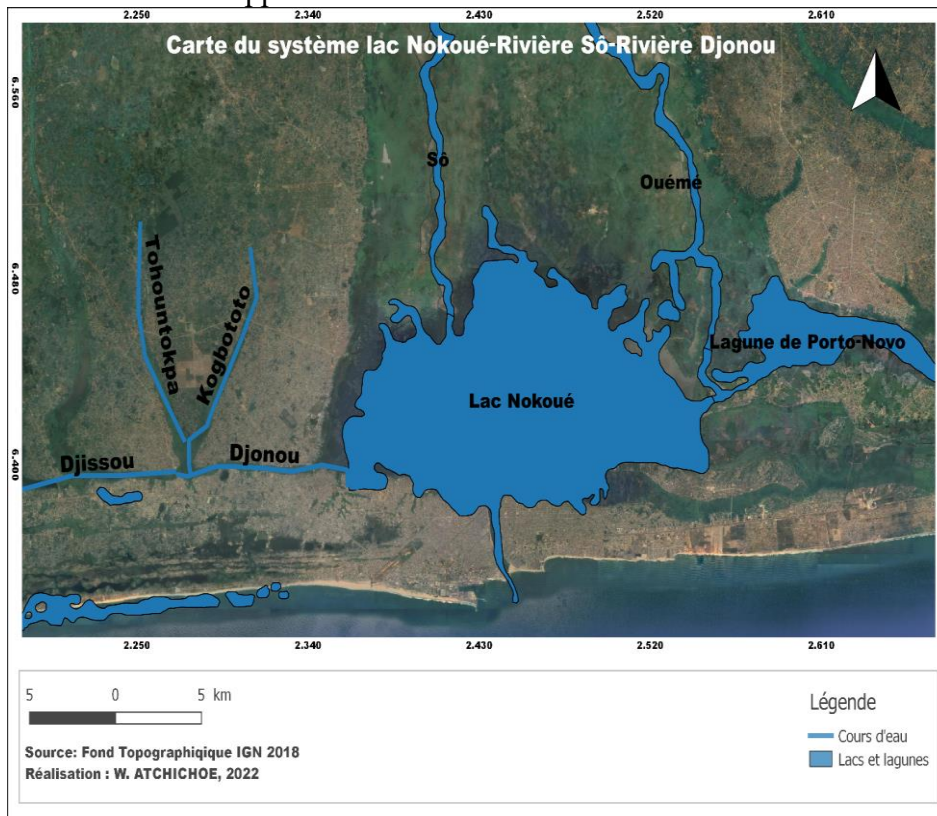 2.250 2.340 2.430 2.520 2.610
Carte du système lac Nokoué-Rivière Sô-Rivière Djonou
6.560
Sô
Ouémé
6.480
Tohountokpa
Kogbototo
Lagune de Porto-Novo
Lac Nokoué
6.400
Djissou
Djonou
2.250 2.340 2.430 2.520 2.610
5 0 5 km
Source: Fond Topographiqique IGN 2018
Réalisation : W. ATCHICHOE, 2022
Légende
Cours d'eau
Lacs et lagunes